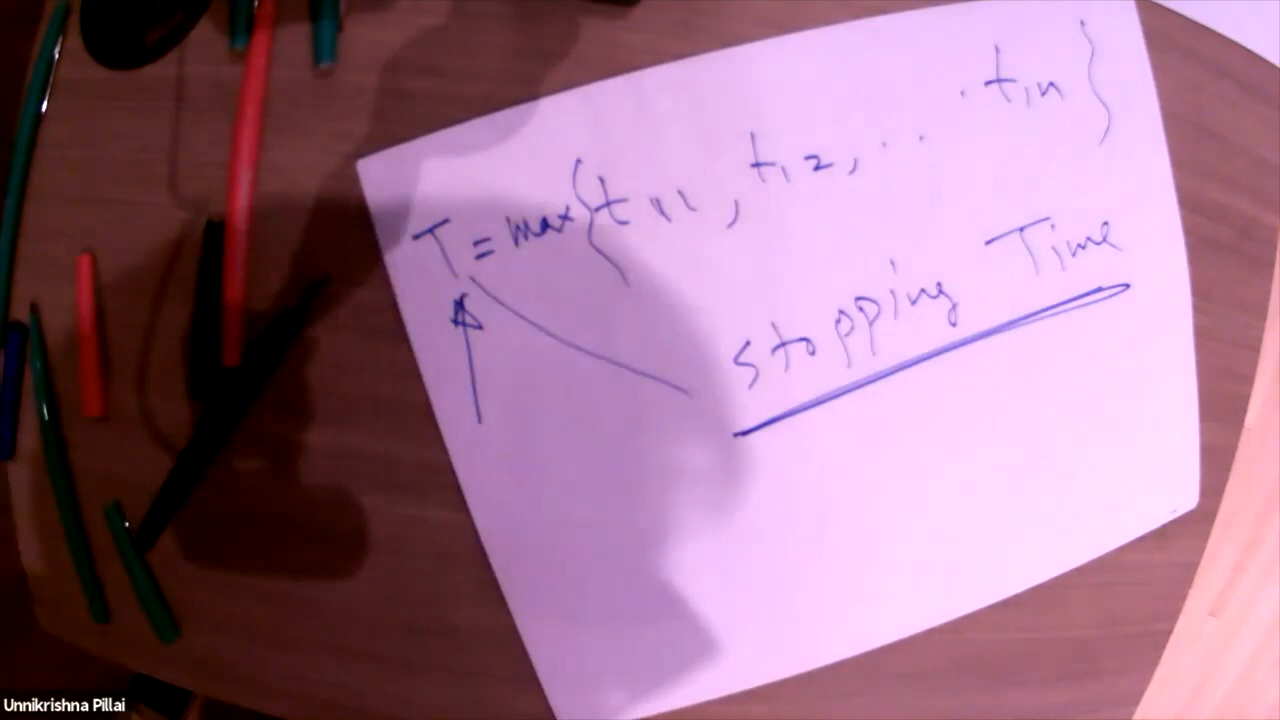 T = max{t11, t12, ... . t1n}
Stopping Time
Unnikrishna Pillai